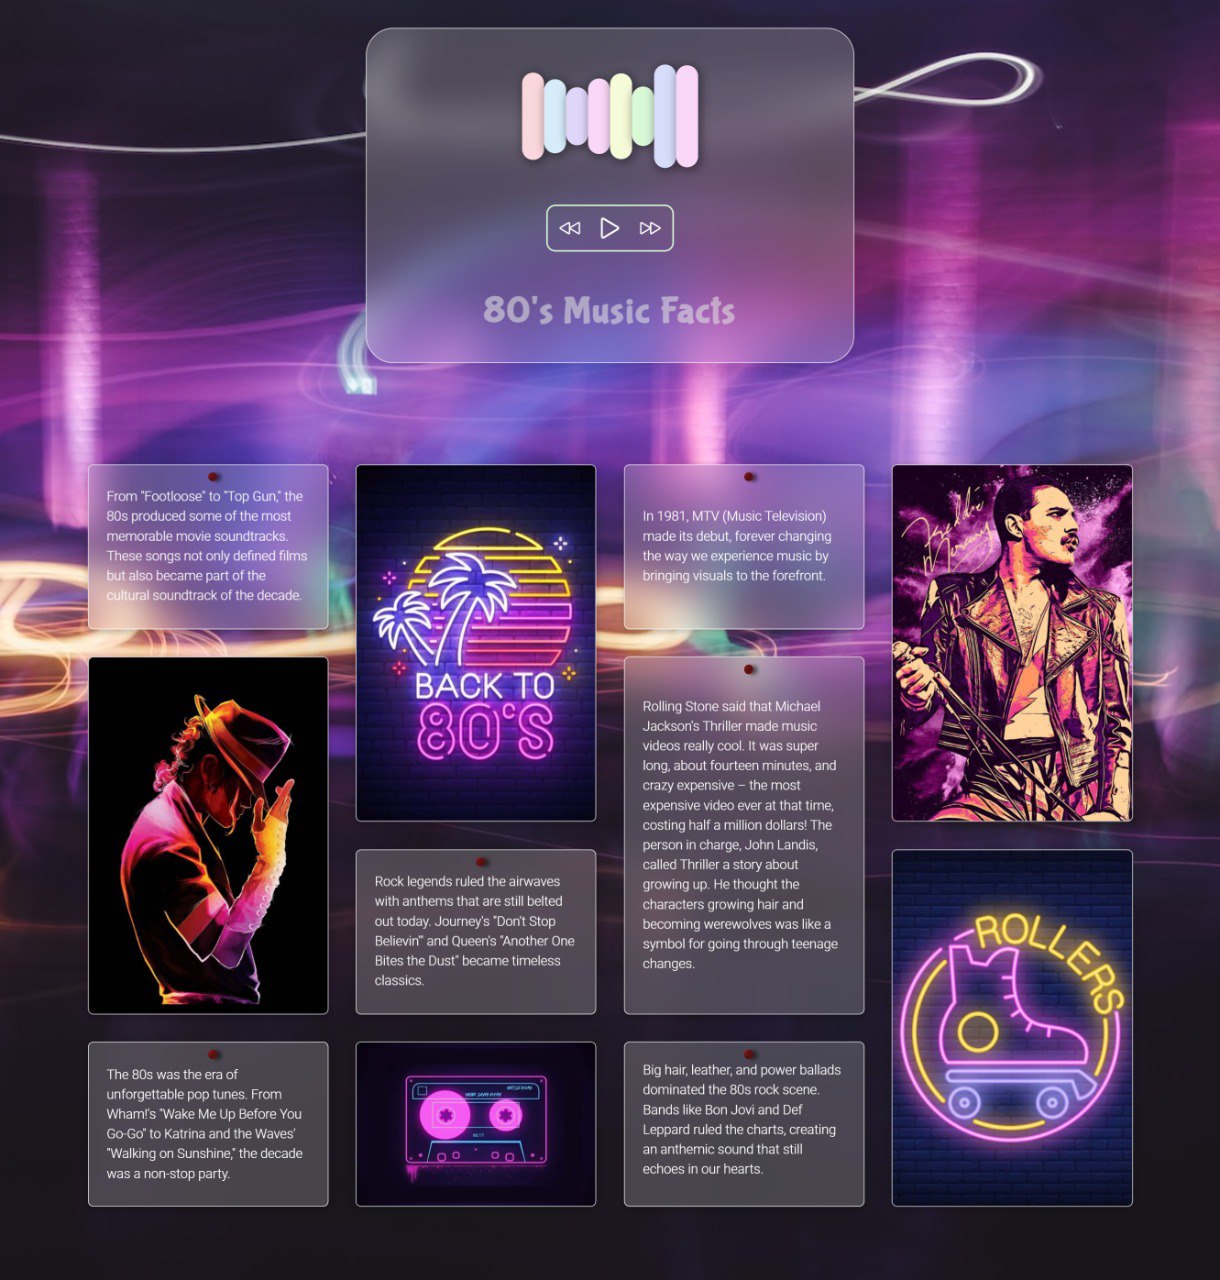 80's Music Facts
From "Footloose" to "Top Gun," the
80s produced some of the most
memorable movie soundtracks.
These songs not only defined films
but also became part of the
cultural soundtrack of the decade.
BACK TO
80'S
In 1981, MTV (Music Television)
made its debut, forever changing
the way we experience music by
bringing visuals to the forefront.
Freddie
Mercury
Rolling Stone said that Michael
Jackson's Thriller made music
videos really cool. It was super
long, about fourteen minutes, and
crazy expensive – the most
expensive video ever at that time,
costing half a million dollars! The
person in charge, John Landis,
called Thriller a story about
growing up. He thought the
characters growing hair and
becoming werewolves was like a
symbol for going through teenage
changes.
Rock legends ruled the airwaves
with anthems that are still belted
out today. Journey's "Don't Stop
Believin'" and Queen's "Another One
Bites the Dust" became timeless
classics.
ROLLERS
The 80s was the era of
unforgettable pop tunes. From
Wham!'s "Wake Me Up Before You
Go-Go" to Katrina and the Waves'
"Walking on Sunshine," the decade
was a non-stop party.
Big hair, leather, and power ballads
dominated the 80s rock scene.
Bands like Bon Jovi and Def
Leppard ruled the charts, creating
an anthemic sound that still
echoes in our hearts.